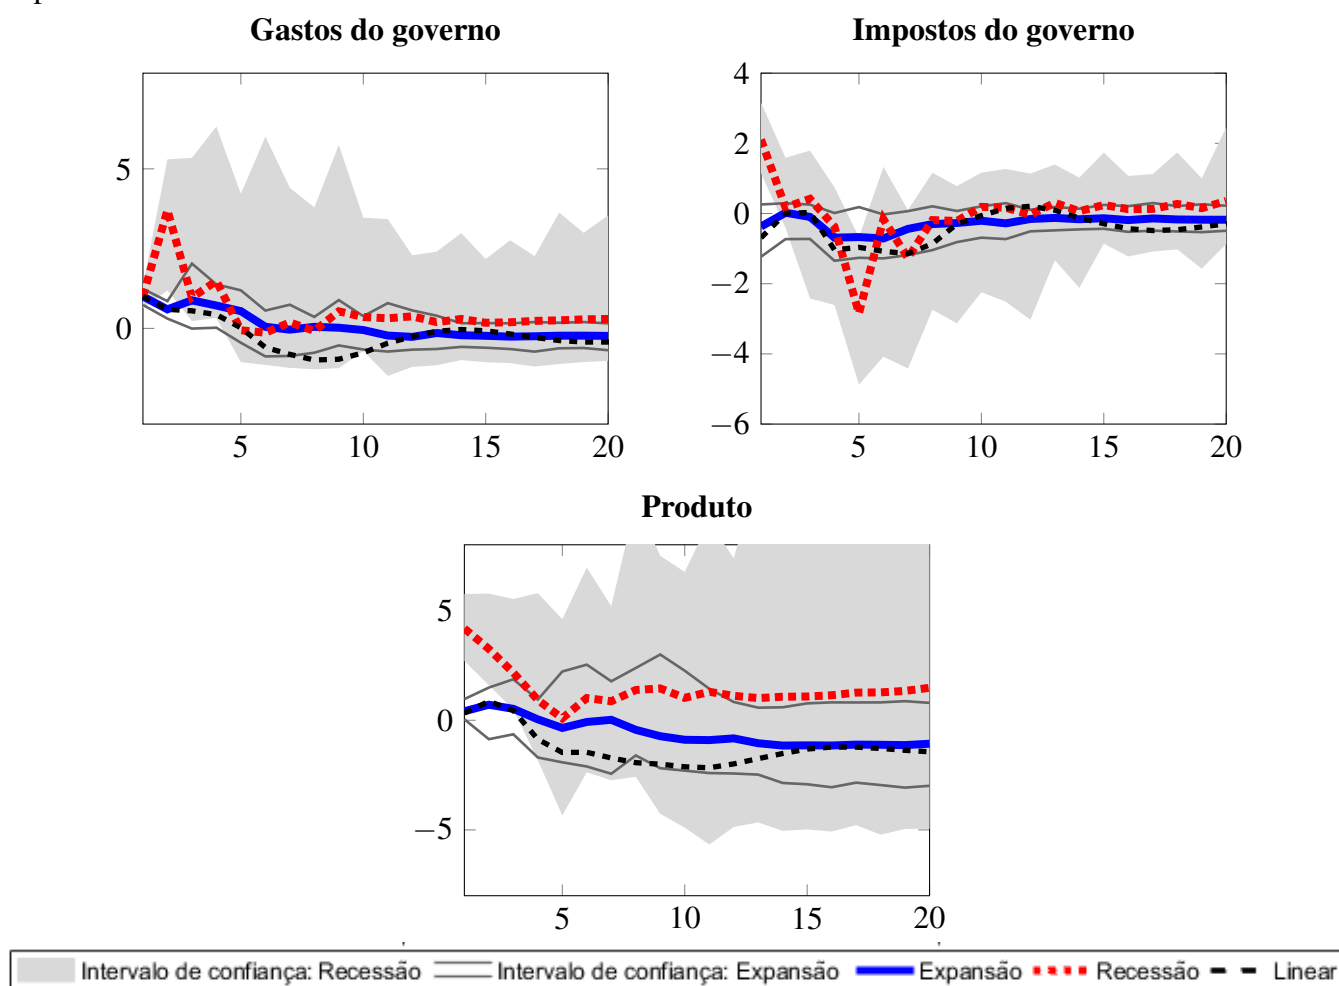 Gastos do governo
Impostos do governo
5
0
5
10
15
20
4
2
0
−2
−4
−6
5
10
15
20
Produto
5
0
−5
5
10
15
20
Intervalo de confiança: Recessão
Intervalo de confiança: Expansão
Expansão
Recessão
Linear